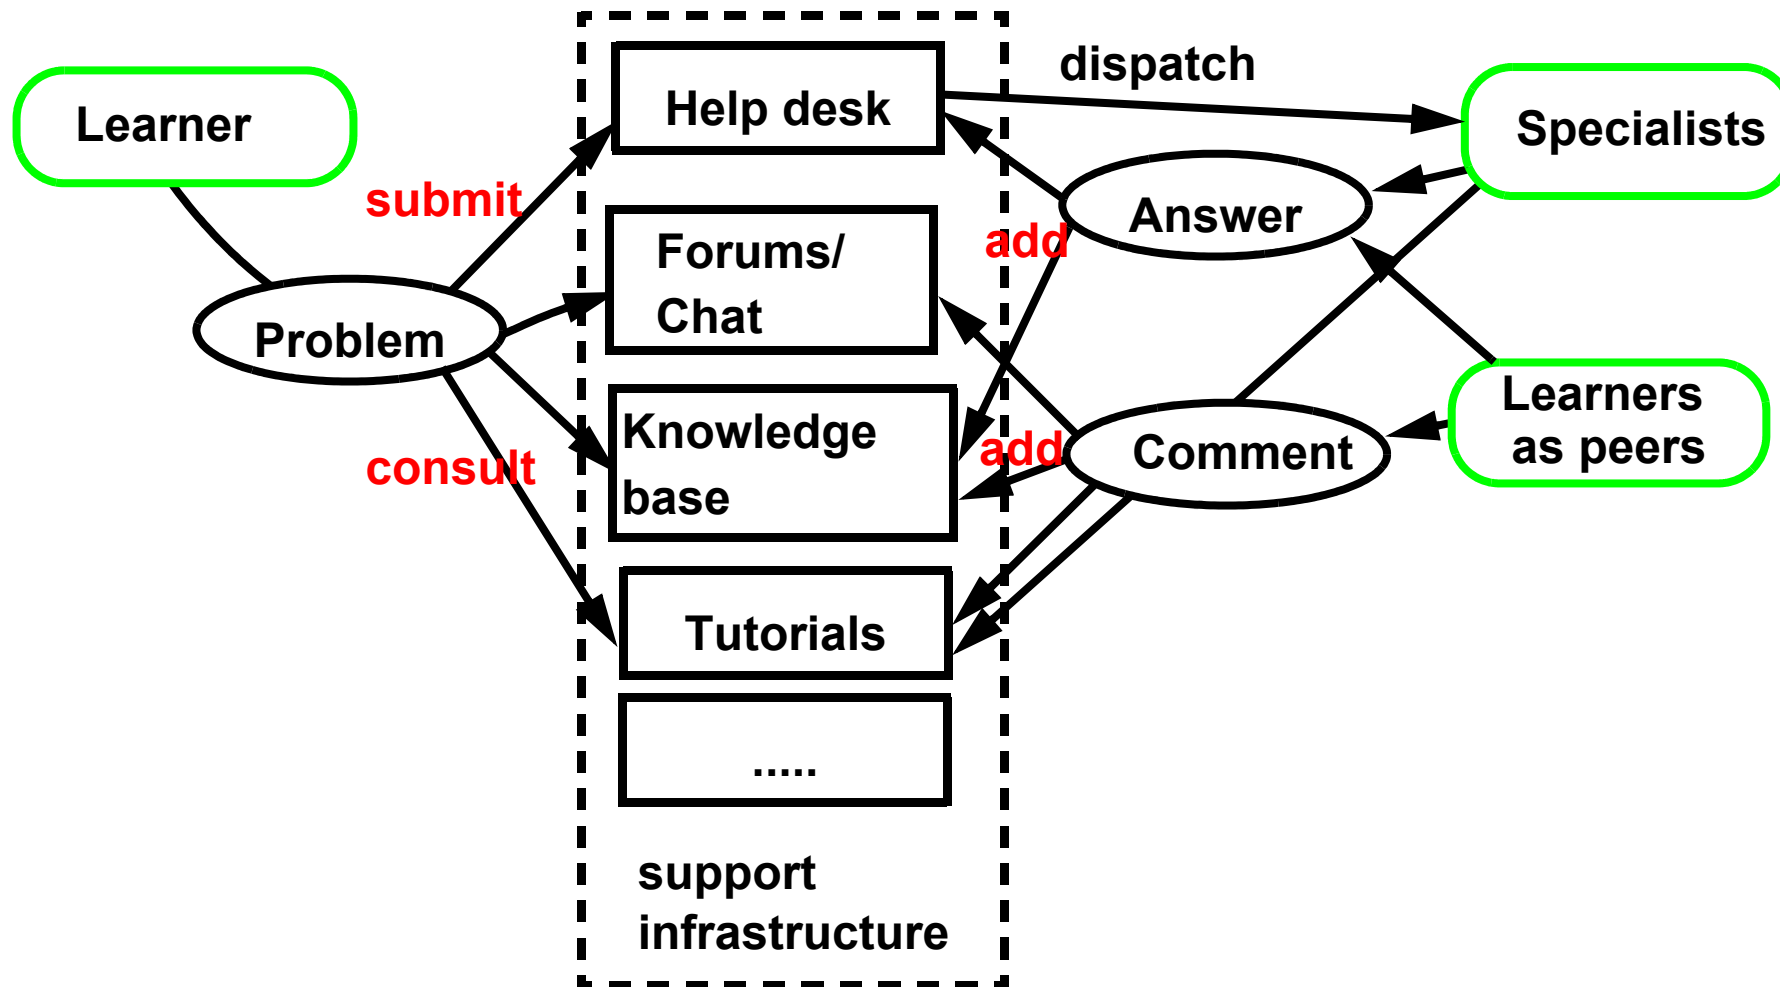 Learner
submit
Problem
consult
Help desk
Forums/
Chat
Knowledge
base
Tutorials
.....
support
infrastructure
dispatch
Specialists
Answer
add
add
Comment
Learners
as peers